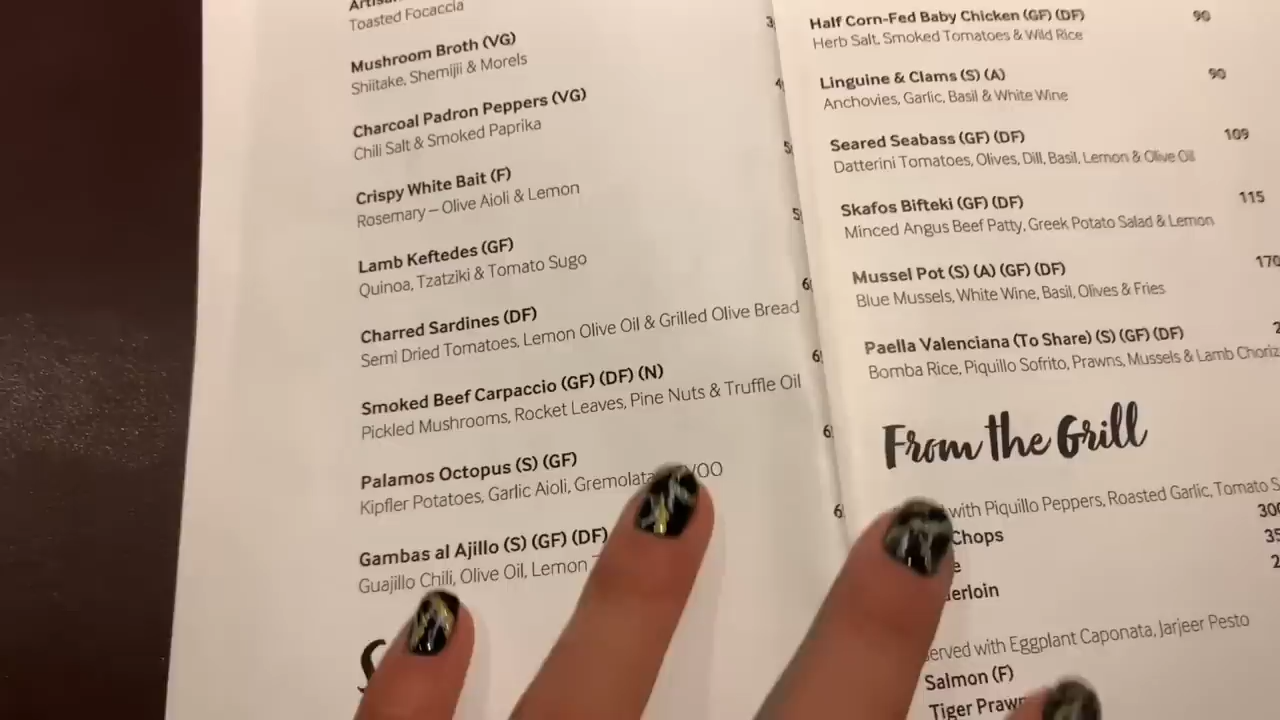 Toasted Focaccia
Mushroom Broth (VG)
Shiitake, Shemijii & Morels
Charcoal Padron Peppers (VG)
Chili Salt & Smoked Paprika
Crispy White Bait (F)
Rosemary – Olive Aioli & Lemon
Lamb Keftedes (GF)
Quinoa, Tzatziki & Tomato Sugo
Charred Sardines (DF)
Semi Dried Tomatoes, Lemon Olive Oil & Grilled Olive Bread
Smoked Beef Carpaccio (GF) (DF) (N)
Pickled Mushrooms, Rocket Leaves, Pine Nuts & Truffle Oil
Palamos Octopus (S) (GF)
Kipfler Potatoes, Garlic Aioli, Gremolata
Gambas al Ajillo (S) (GF) (DF)
Guajillo Chili, Olive Oil, Lemon
Half Corn-Fed Baby Chicken (GF) (DF) 90
Herb Salt, Smoked Tomatoes & Wild Rice
Linguine & Clams (S) (A) 90
Anchovies, Garlic, Basil & White Wine
Seared Seabass (GF) (DF) 109
Datterini Tomatoes, Olives, Dill, Basil, Lemon & Olive Oil
Skafos Bifteki (GF) (DF) 115
Minced Angus Beef Patty, Greek Potato Salad & Lemon
Mussel Pot (S) (A) (GF) (DF) 170
Blue Mussels, White Wine, Basil, Olives & Fries
Paella Valenciana (To Share) (S) (GF) (DF)
Bomba Rice, Piquillo Sofrito, Prawns, Mussels & Lamb
From the Grill
with Piquillo Peppers, Roasted Garlic, Tomato
Chops 300
served with Eggplant Caponata, Jarjeer Pesto
Salmon (F)
Tiger